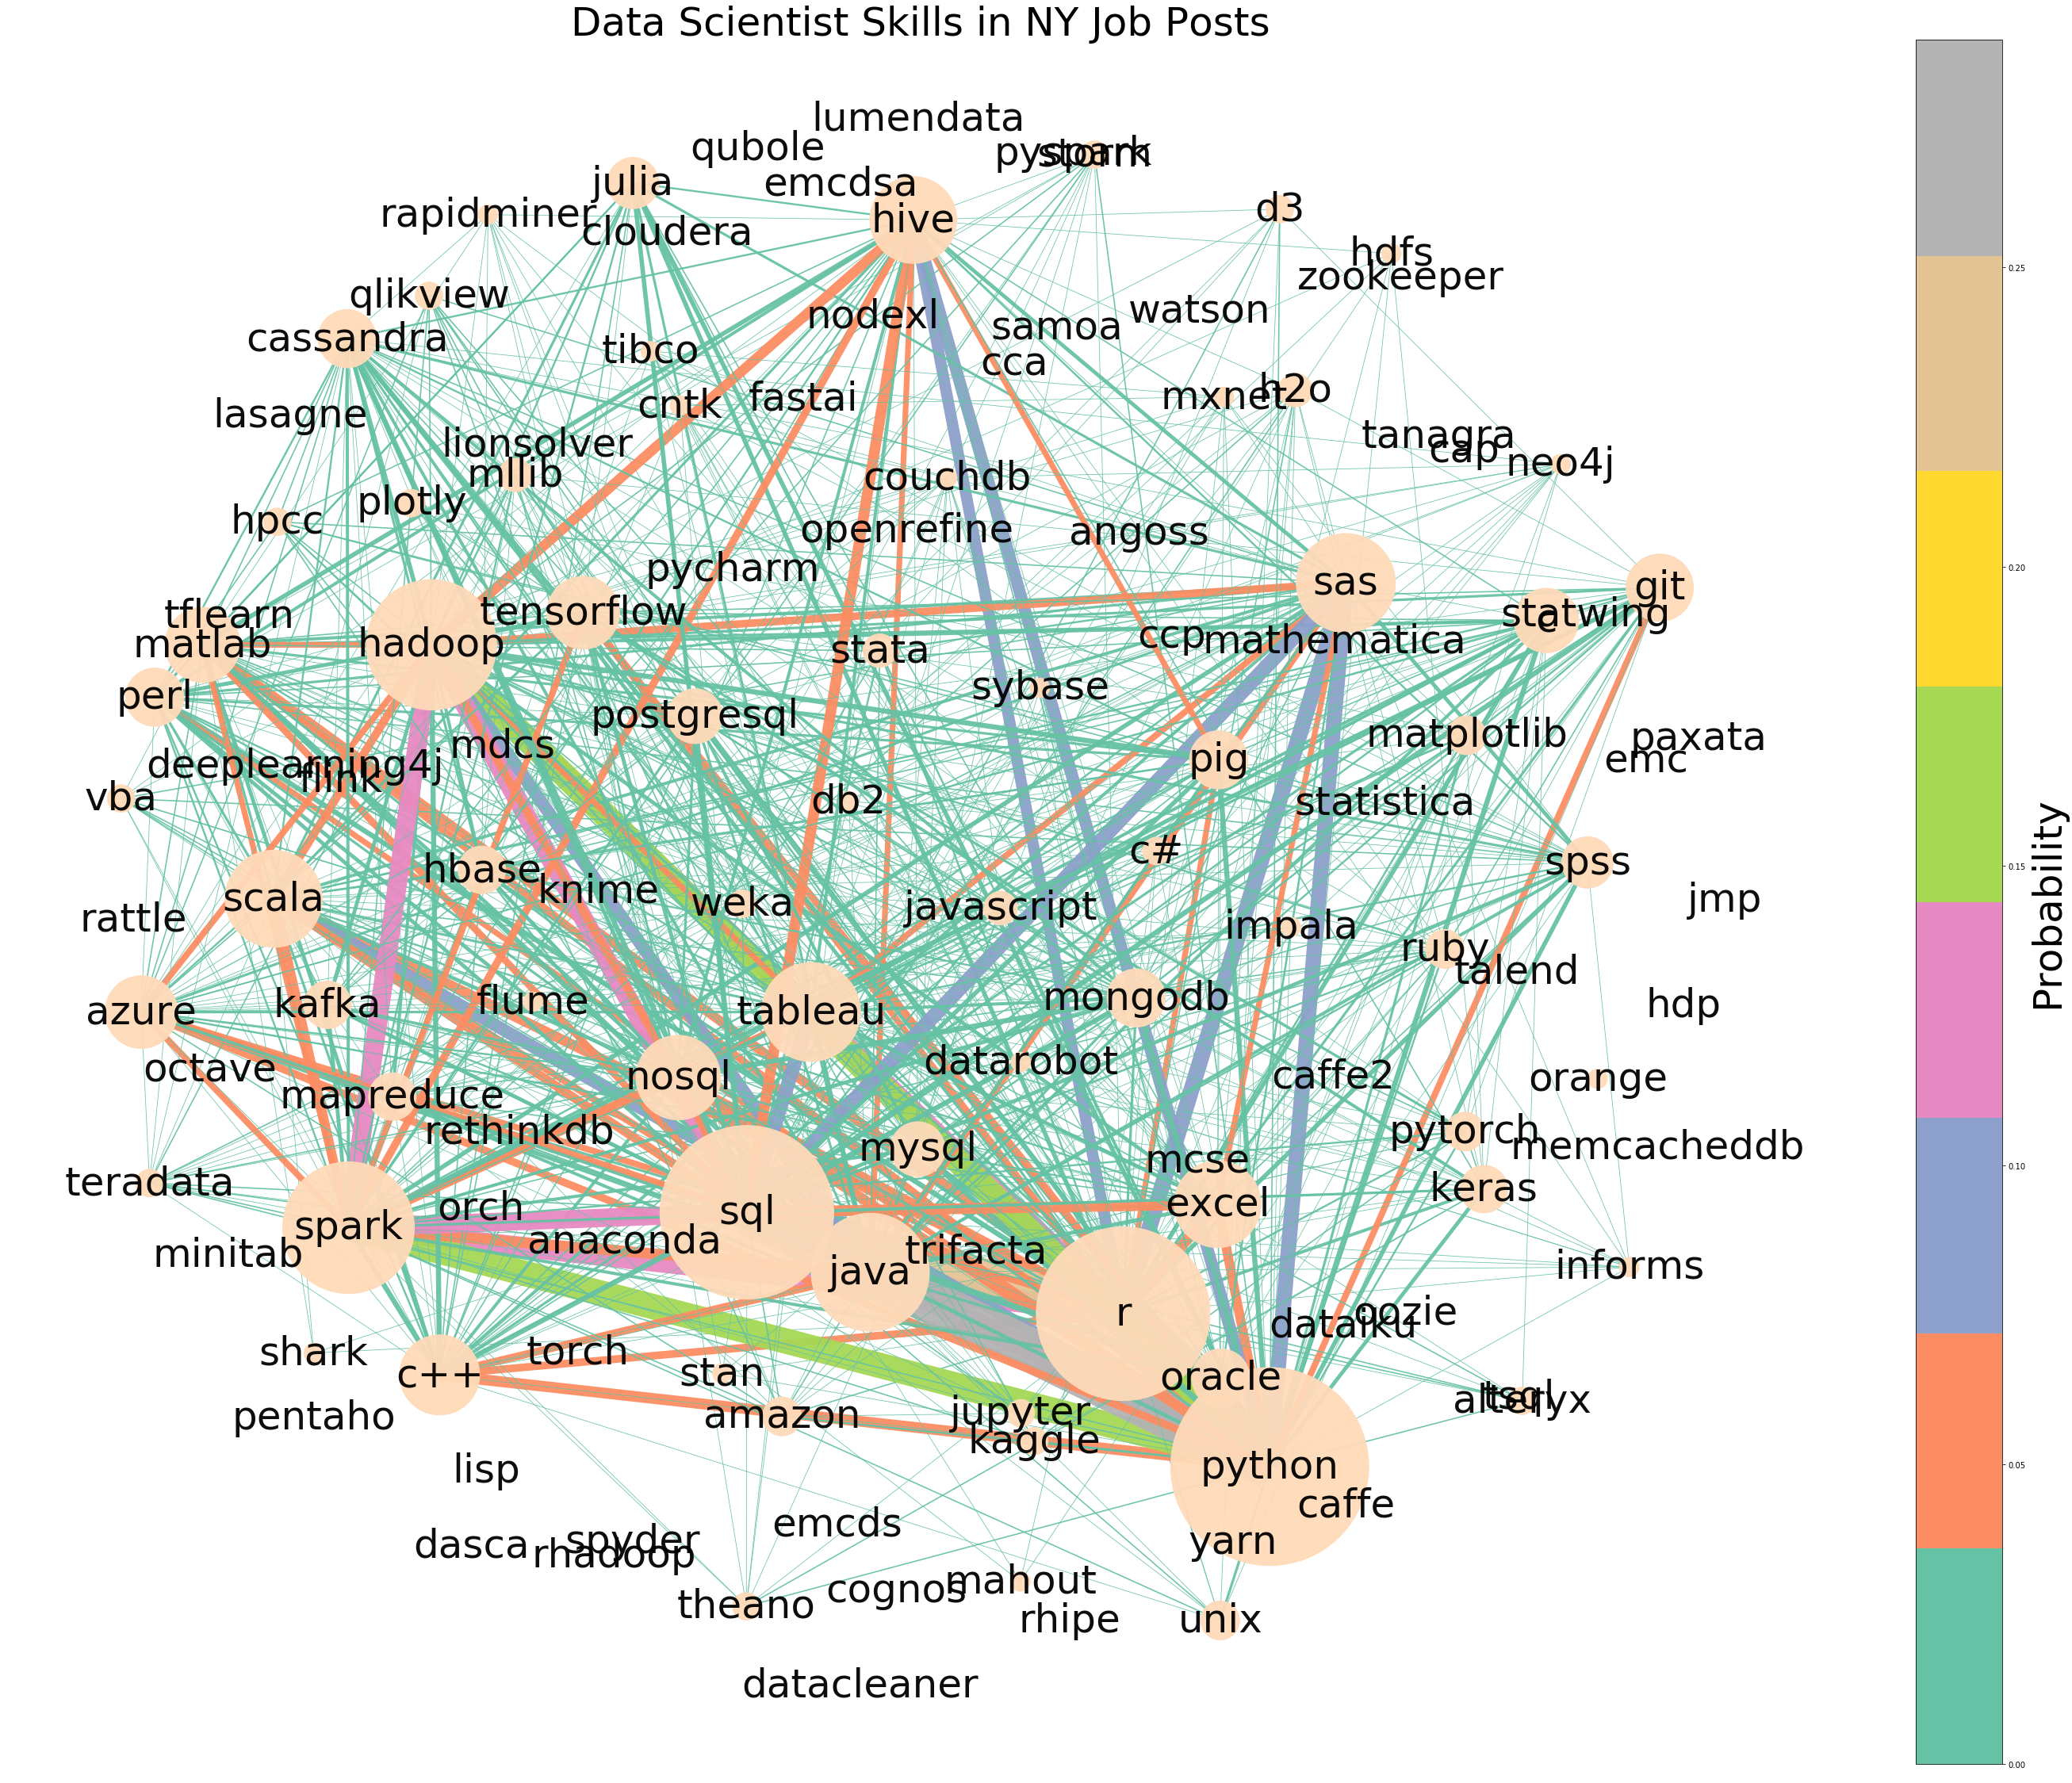 Data Scientist Skills in NY Job Posts
lumendata
qubole
pyspark
storm
julia
emcdsa
rapidminer
hive
d3
cloudera
hdfs
zookeeper
qlikview
nodexl
watson
samoa
cassandra
tibco
cca
h2o
mxnet
fastai
cntk
lasagne
lionsolver
tanagra
cap
neo4j
mllib
couchdb
plotly
hpcc
openrefine
angoss
pycharm
sas
git
tflearn
tensorflow
statwing
c
matlab
hadoop
stata
ccp
mathematica
perl
sybase
postgresql
mdcs
matplotlib
paxata
pig
emc
deeplearning4j
flink
vba
db2
statistica
c#
hbase
spss
knime
scala
weka
javascript
jmp
rattle
impala
ruby
talend
azure
kafka
flume
tableau
mongodb
hdp
octave
nosql
datarobot
caffe2
orange
mapreduce
rethinkdb
pytorch
mysql
memcacheddb
mcse
teradata
keras
orch
sql
excel
spark
anaconda
trifacta
minitab
java
informs
r
oozie
dataiku
shark
torch
c++
stan
oracle
alteryx
tsql
pentaho
amazon
jupyter
kaggle
lisp
python
caffe
emcds
dasca
spyder
rhadoop
yarn
cognos
mahout
theano
rhipe
unix
datacleaner
0.25
0.20
0.15
0.10
0.05
0.00
Probability